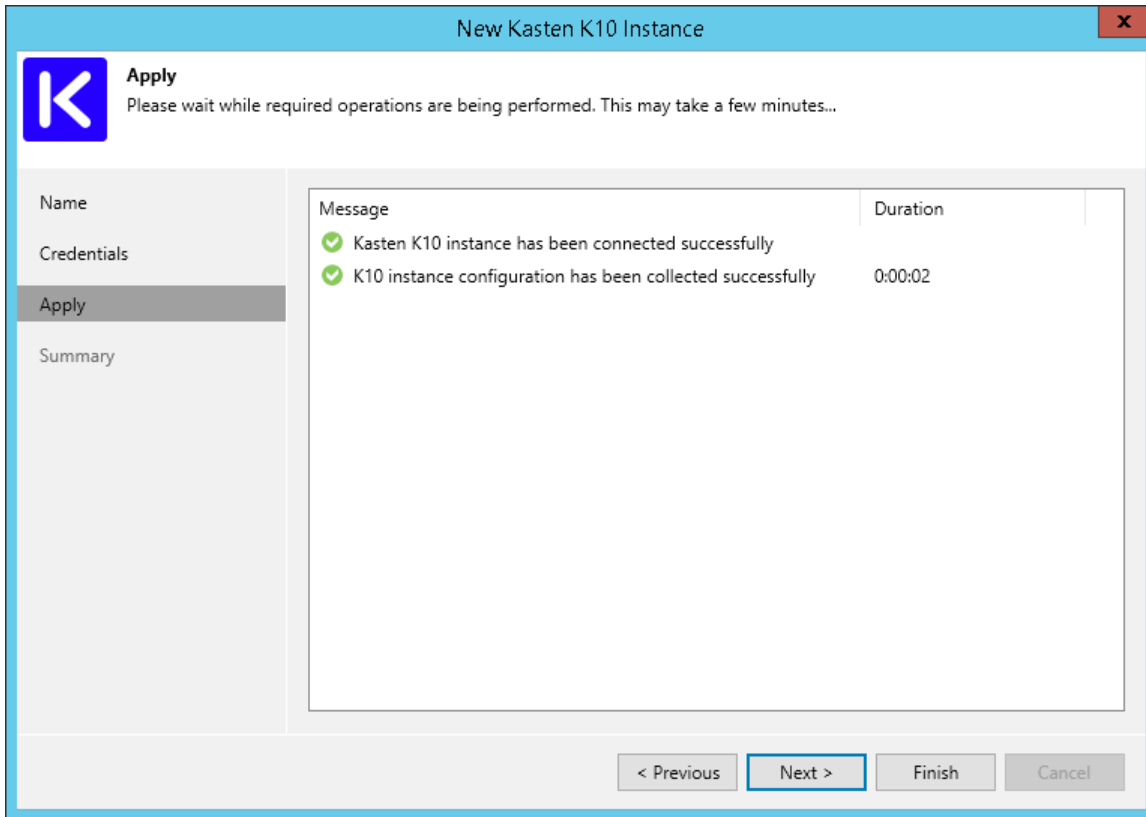 New Kasten K10 Instance
x
K
Apply
Please wait while required operations are being performed. This may take a few minutes...
Name
Credentials
Apply
Summary
Message Duration
Kasten K10 instance has been connected successfully
K10 instance configuration has been collected successfully 0:00:02
< Previous Next > Finish Cancel